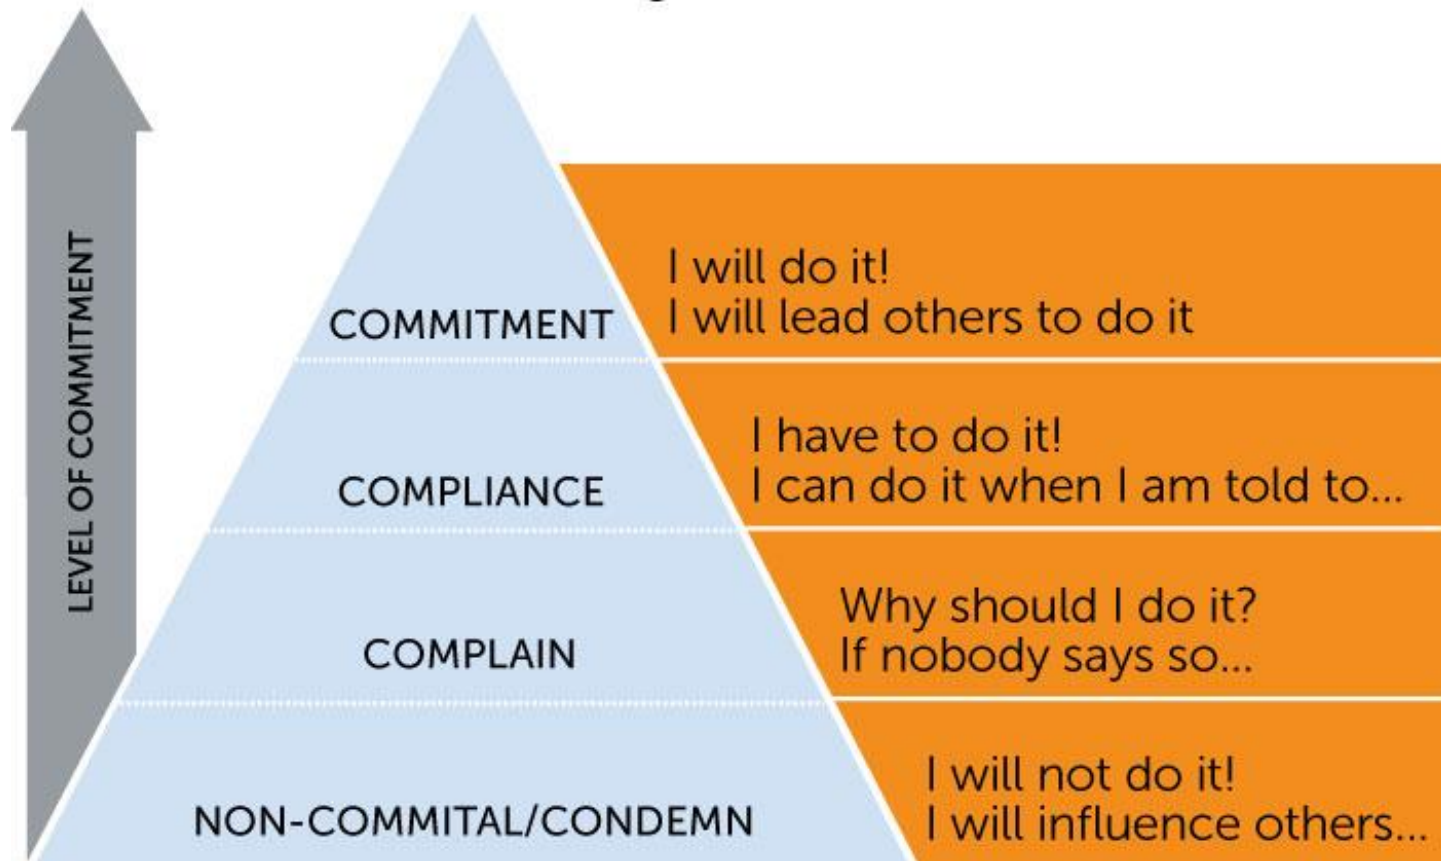 LEVEL OF COMMITMENT
COMMITMENT
I will do it!
I will lead others to do it
COMPLIANCE
I have to do it!
I can do it when I am told to...
COMPLAIN
Why should I do it?
If nobody says so...
NON-COMMITAL/CONDEMN
I will not do it!
I will influence others...